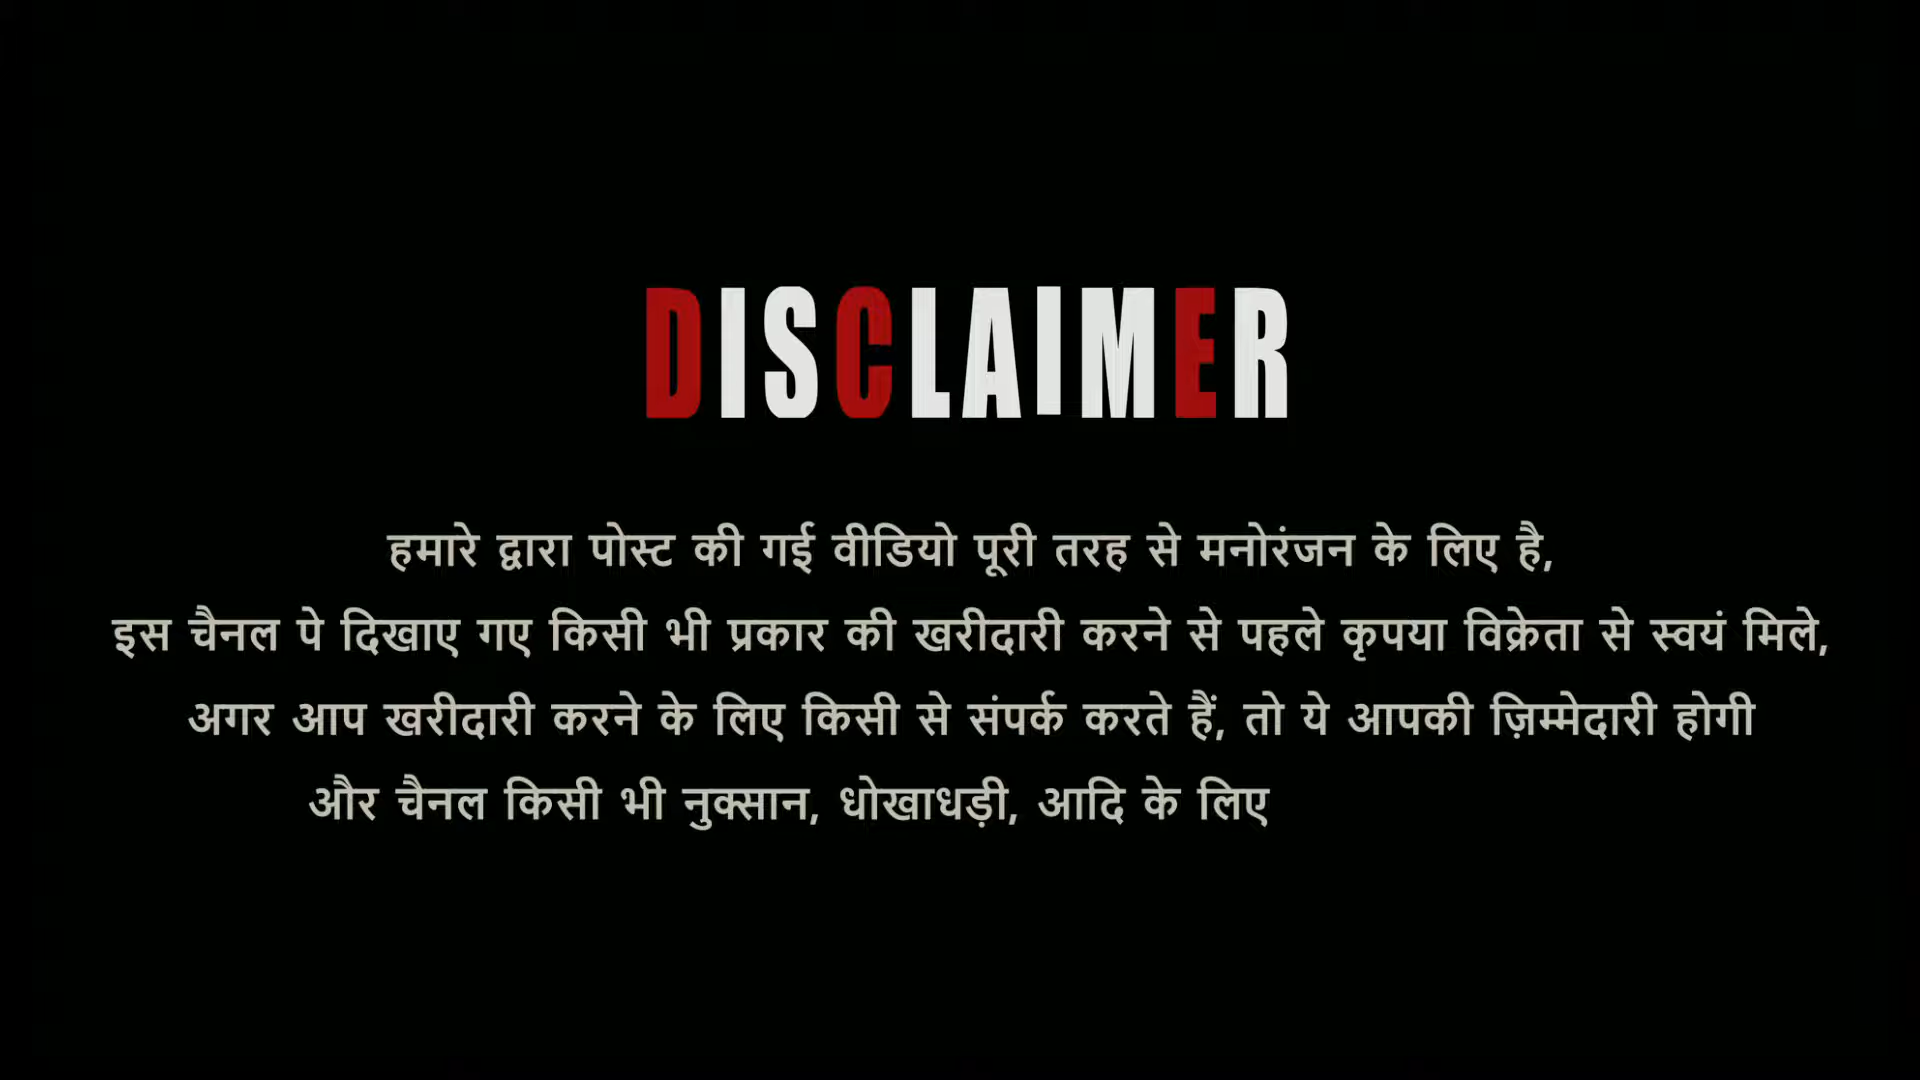 DISCLAIMER
हमारे द्वारा पोस्ट की गई वीडियो पूरी तरह से मनोरंजन के लिए है,
इस चैनल पे दिखाए गए किसी भी प्रकार की खरीदारी करने से पहले कृपया विक्रेता से स्वयं मिले,
अगर आप खरीदारी करने के लिए किसी से संपर्क करते हैं, तो ये आपकी ज़िम्मेदारी होगी
और चैनल किसी भी नुक्सान, धोखाधड़ी, आदि के लिए